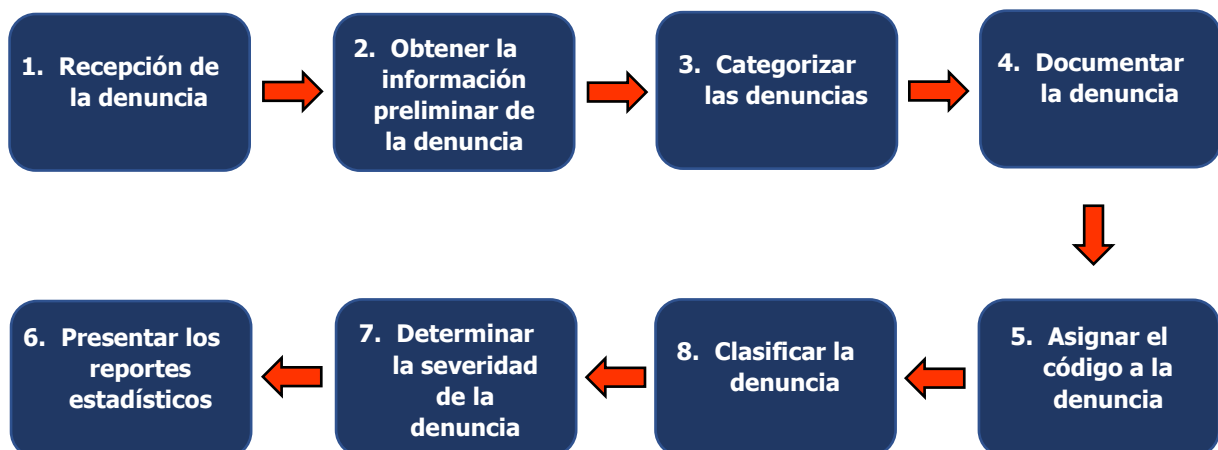 1. Recepción de
la denuncia
2. Obtener la
información
preliminar de
la denuncia
3. Categorizar
las denuncias
4. Documentar
la denuncia
6. Presentar los
reportes
estadísticos
7. Determinar
la severidad
de la
denuncia
8. Clasificar la
denuncia
5. Asignar el
código a la
denuncia